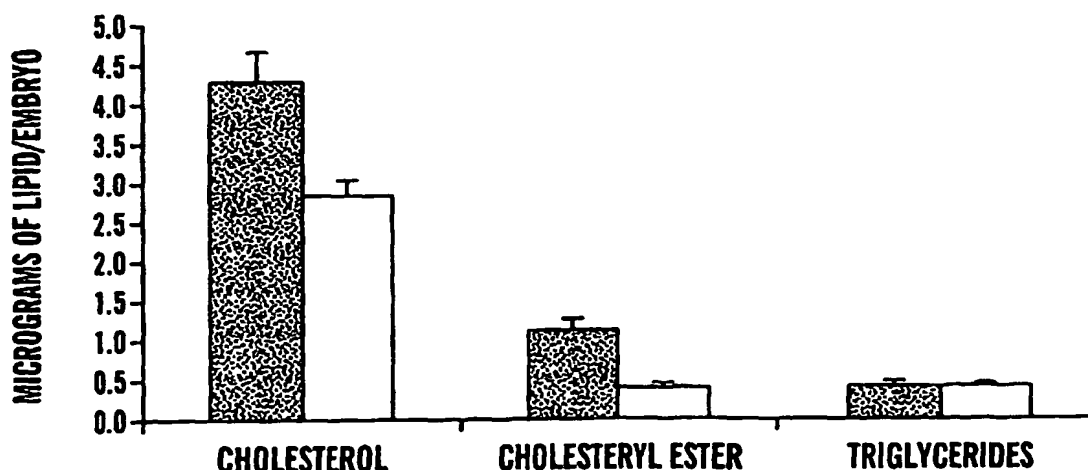 MICROGRAMS OF LIPID/EMBRYO
5.0
4.5
4.0
3.5
3.0
2.5
2.0
1.5
1.0
0.5
0.0
CHOLESTEROL
CHOLESTERYL ESTER
TRIGLYCERIDES